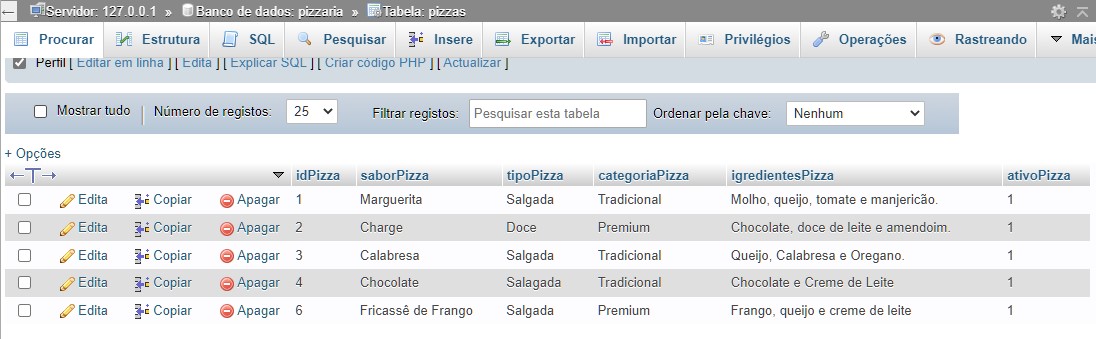 Servidor: 127.0.0.1 » Banco de dados: pizzaria » Tabela: pizzas
Procurar Estrutura SQL Pesquisar Insere Exportar Importar Privilégios Operações Rastreando Mais
Perfil [ Editar em linha ] [ Edita ] [ Explicar SQL ] [ Criar código PHP ] [ Actualizar ]
Mostrar tudo Número de registos: 25 Filtrar registos: Pesquisar esta tabela Ordenar pela chave: Nenhum
+ Opções
←T→ idPizza saborPizza tipoPizza categoriaPizza igredientesPizza ativoPizza
Edita Copiar Apagar 1 Marguerita Salgada Tradicional Molho, queijo, tomate e manjericão. 1
Edita Copiar Apagar 2 Charge Doce Premium Chocolate, doce de leite e amendoim. 1
Edita Copiar Apagar 3 Calabresa Salgada Tradicional Queijo, Calabresa e Oregano. 1
Edita Copiar Apagar 4 Chocolate Salagada Tradicional Chocolate e Creme de Leite 1
Edita Copiar Apagar 6 Fricassê de Frango Salgada Premium Frango, queijo e creme de leite 1